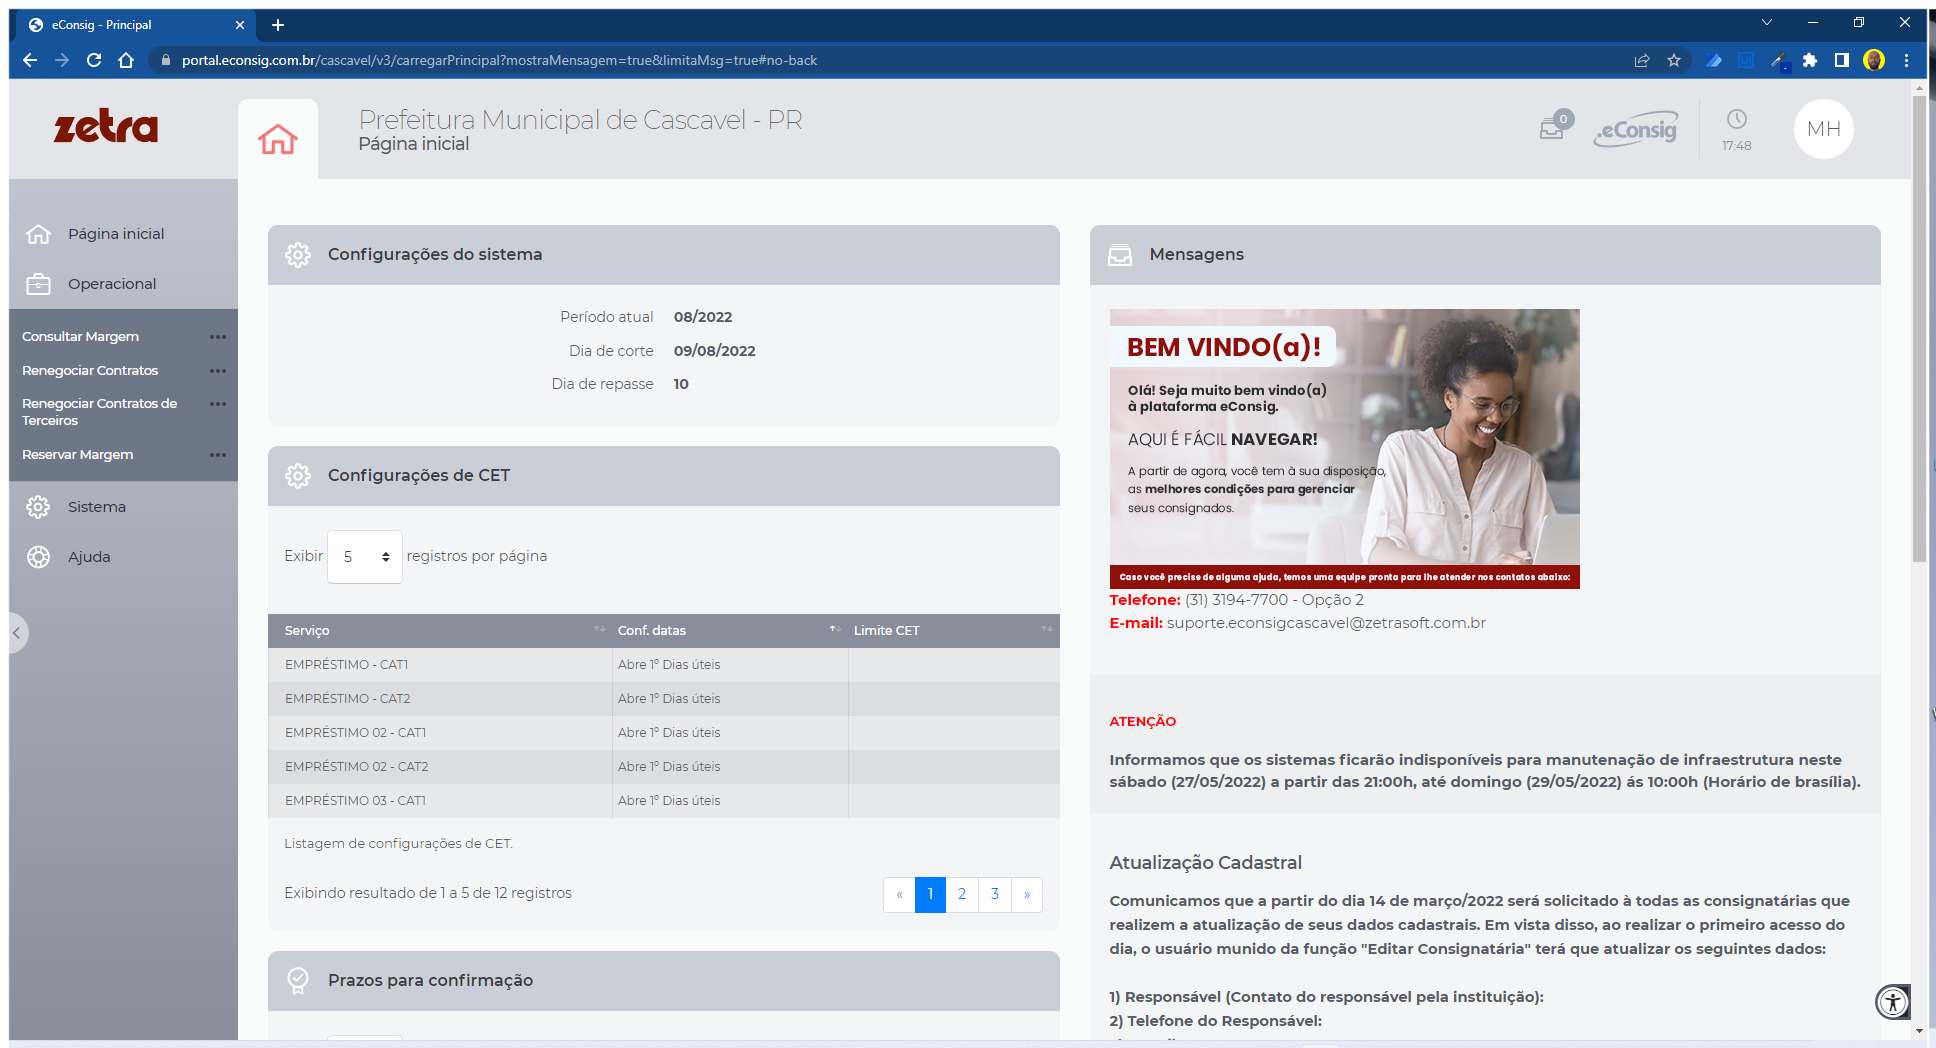 eConsig - Principal
portal.econsig.com.br/cascavel/v3/carregarPrincipal?mostraMensagem=true&limitaMsg=true#no-back
zetra
Prefeitura Municipal de Cascavel - PR
Página inicial
0
.eConsig
17:48
MH
Página inicial
Operacional
Consultar Margem
Renegociar Contratos
Renegociar Contratos de
Terceiros
Reservar Margem
Sistema
Ajuda
Configurações do sistema
Período atual 08/2022
Dia de corte 09/08/2022
Dia de repasse 10
Configurações de CET
Exibir 5 registros por página
Serviço Conf. datas Limite CET
EMPRÉSTIMO - CAT1 Abre 1º Dias úteis
EMPRÉSTIMO - CAT2 Abre 1º Dias úteis
EMPRÉSTIMO 02 - CAT1 Abre 1º Dias úteis
EMPRÉSTIMO 02 - CAT2 Abre 1º Dias úteis
EMPRÉSTIMO 03 - CAT1 Abre 1º Dias úteis
Listagem de configurações de CET.
Exibindo resultado de 1 a 5 de 12 registros
« 1 2 3 »
Prazos para confirmação
Mensagens
BEM VINDO(a)!
Olá! Seja muito bem vindo(a)
à plataforma eConsig.
AQUI É FÁCIL NAVEGAR!
A partir de agora, você tem à sua disposição,
as melhores condições para gerenciar
seus consignados.
Caso você precise de alguma ajuda, temos uma equipe pronta para lhe atender nos contatos abaixo:
Telefone: (31) 3194-7700 - Opção 2
E-mail: suporte.econsigcascavel@zetrasoft.com.br
ATENÇÃO
Informamos que os sistemas ficarão indisponíveis para manutenção de infraestrutura neste
sábado (27/05/2022) a partir das 21:00h, até domingo (29/05/2022) ás 10:00h (Horário de brasília).
Atualização Cadastral
Comunicamos que a partir do dia 14 de março/2022 será solicitado à todas as consignatárias que
realizem a atualização de seus dados cadastrais. Em vista disso, ao realizar o primeiro acesso do
dia, o usuário munido da função "Editar Consignatária" terá que atualizar os seguintes dados:
1) Responsável (Contato do responsável pela instituição):
2) Telefone do Responsável: